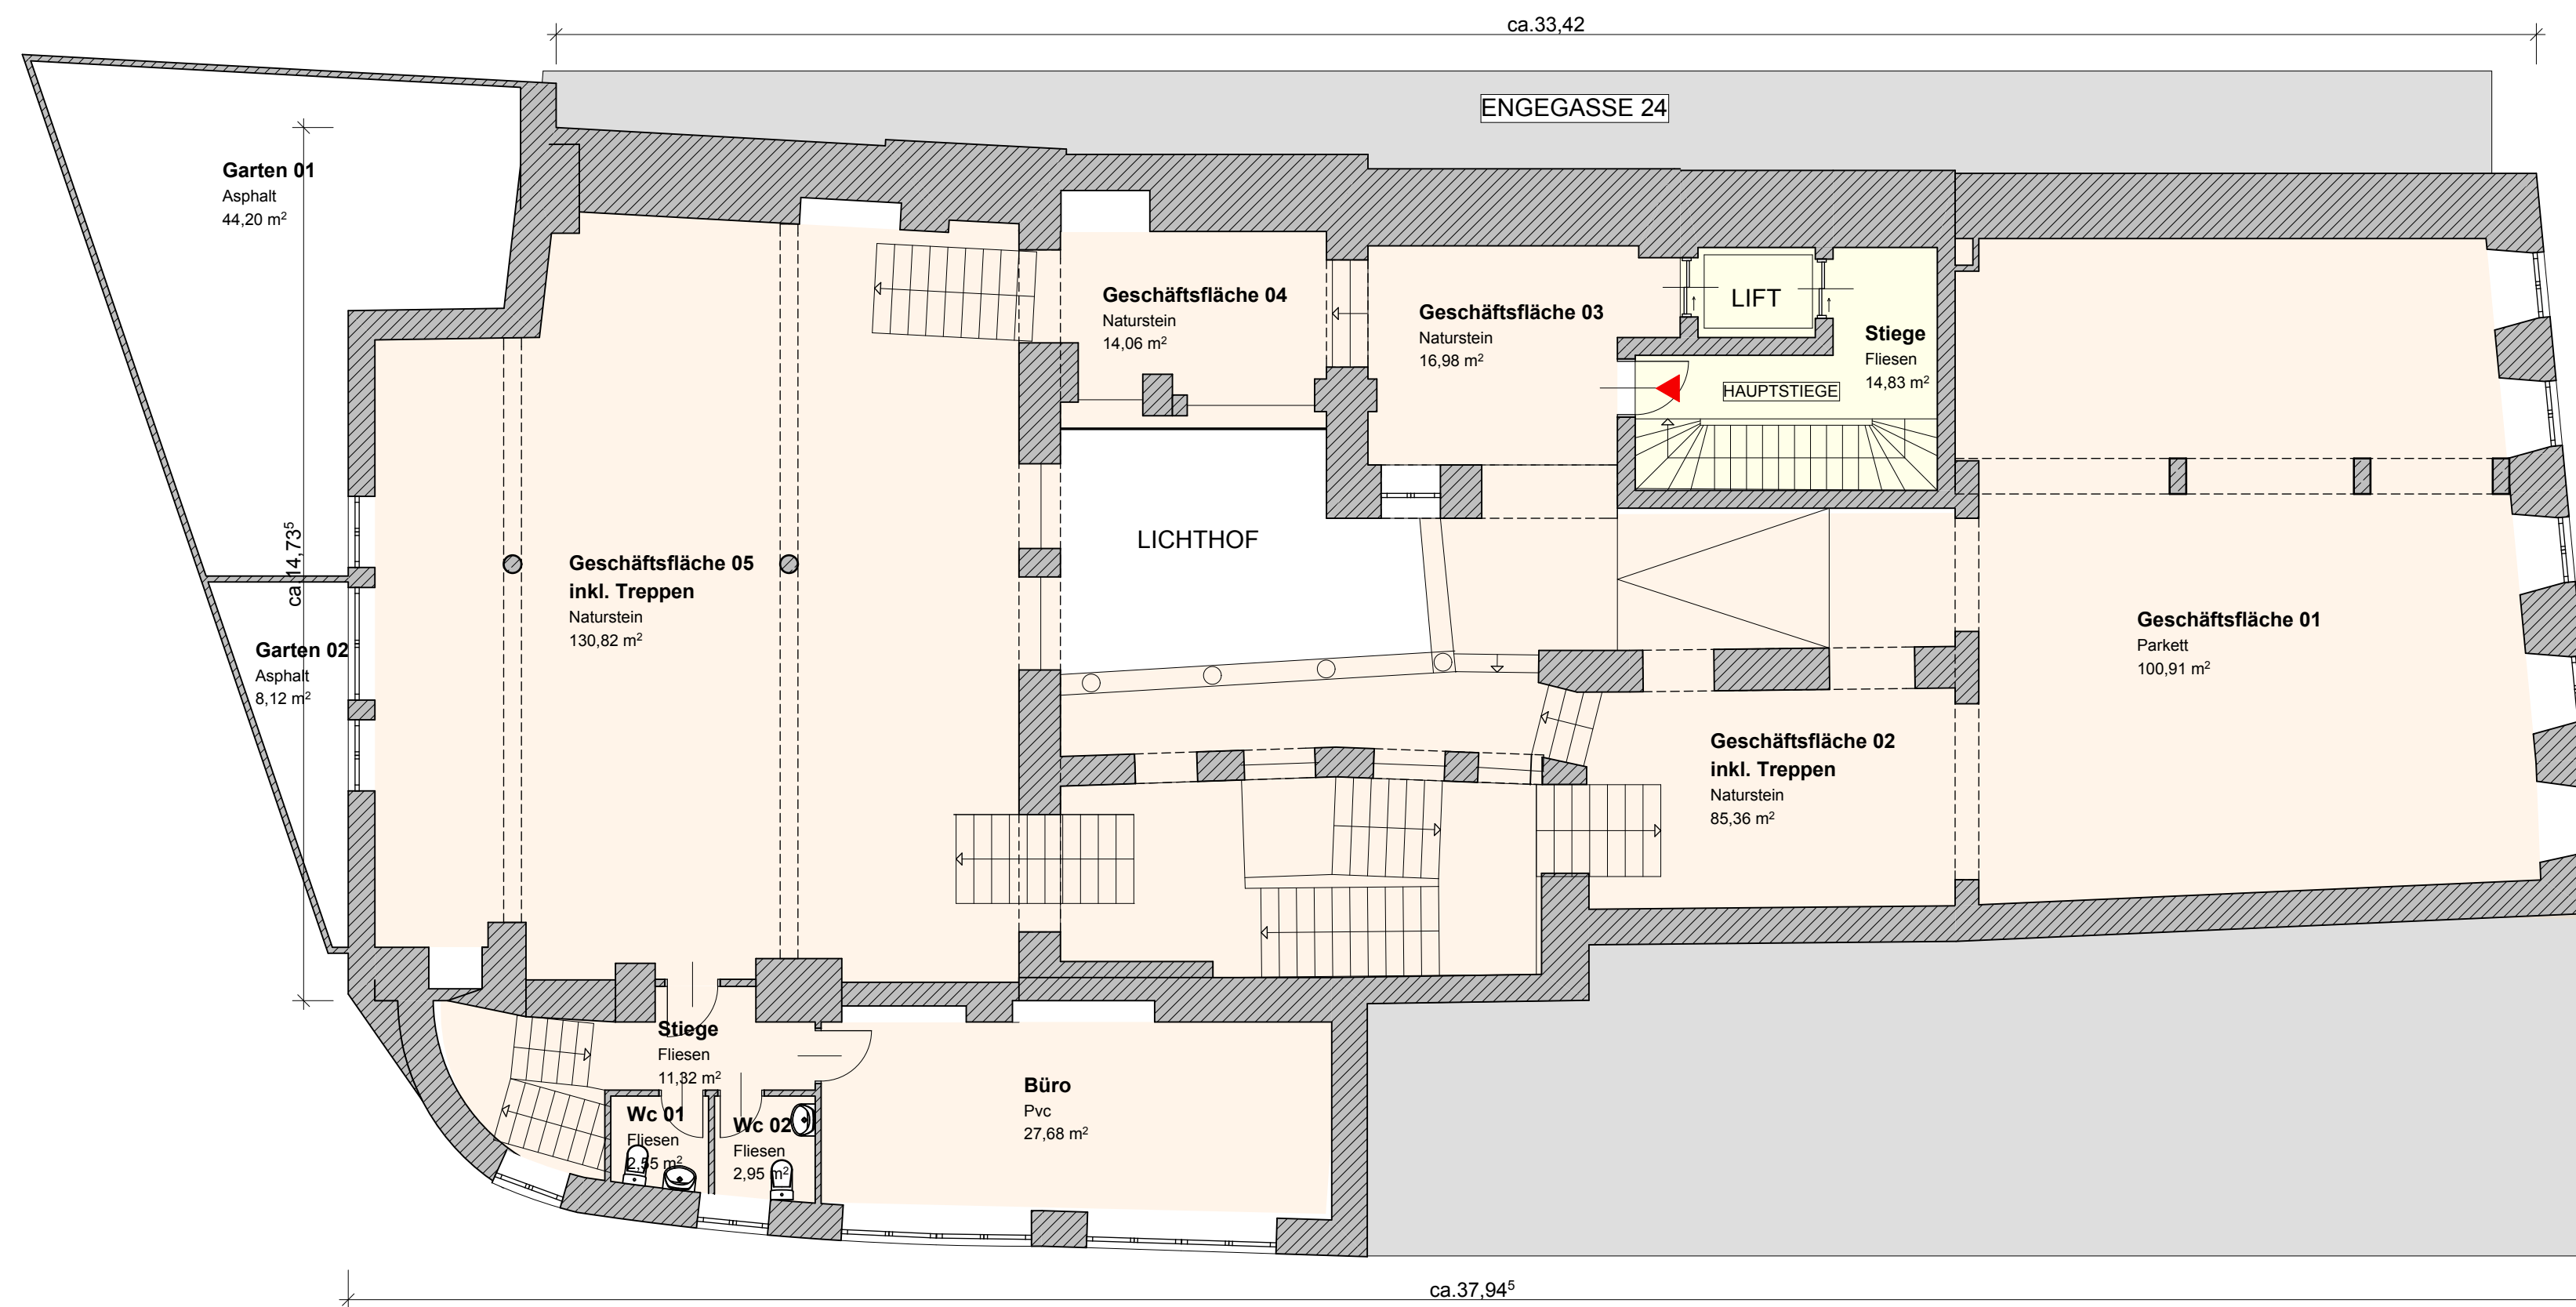 ca.33,42
ENGEGASSE 24
Garten 01
Asphalt
44,20 m²
Geschäftsfläche 04
Naturstein
14,06 m²
Geschäftsfläche 03
Naturstein
16,98 m²
LIFT
Stiege
Fliesen
14,83 m²
HAUPTSTIEGE
ca.14,73⁵
LICHTHOF
Geschäftsfläche 05
inkl. Treppen
Naturstein
130,82 m²
Geschäftsfläche 01
Parkett
100,91 m²
Garten 02
Asphalt
8,12 m²
Geschäftsfläche 02
inkl. Treppen
Naturstein
85,36 m²
Stiege
Fliesen
11,32 m²
Büro
Pvc
27,68 m²
Wc 01
Fliesen
2,55 m²
Wc 02
Fliesen
2,95 m²
ca.37,94⁵